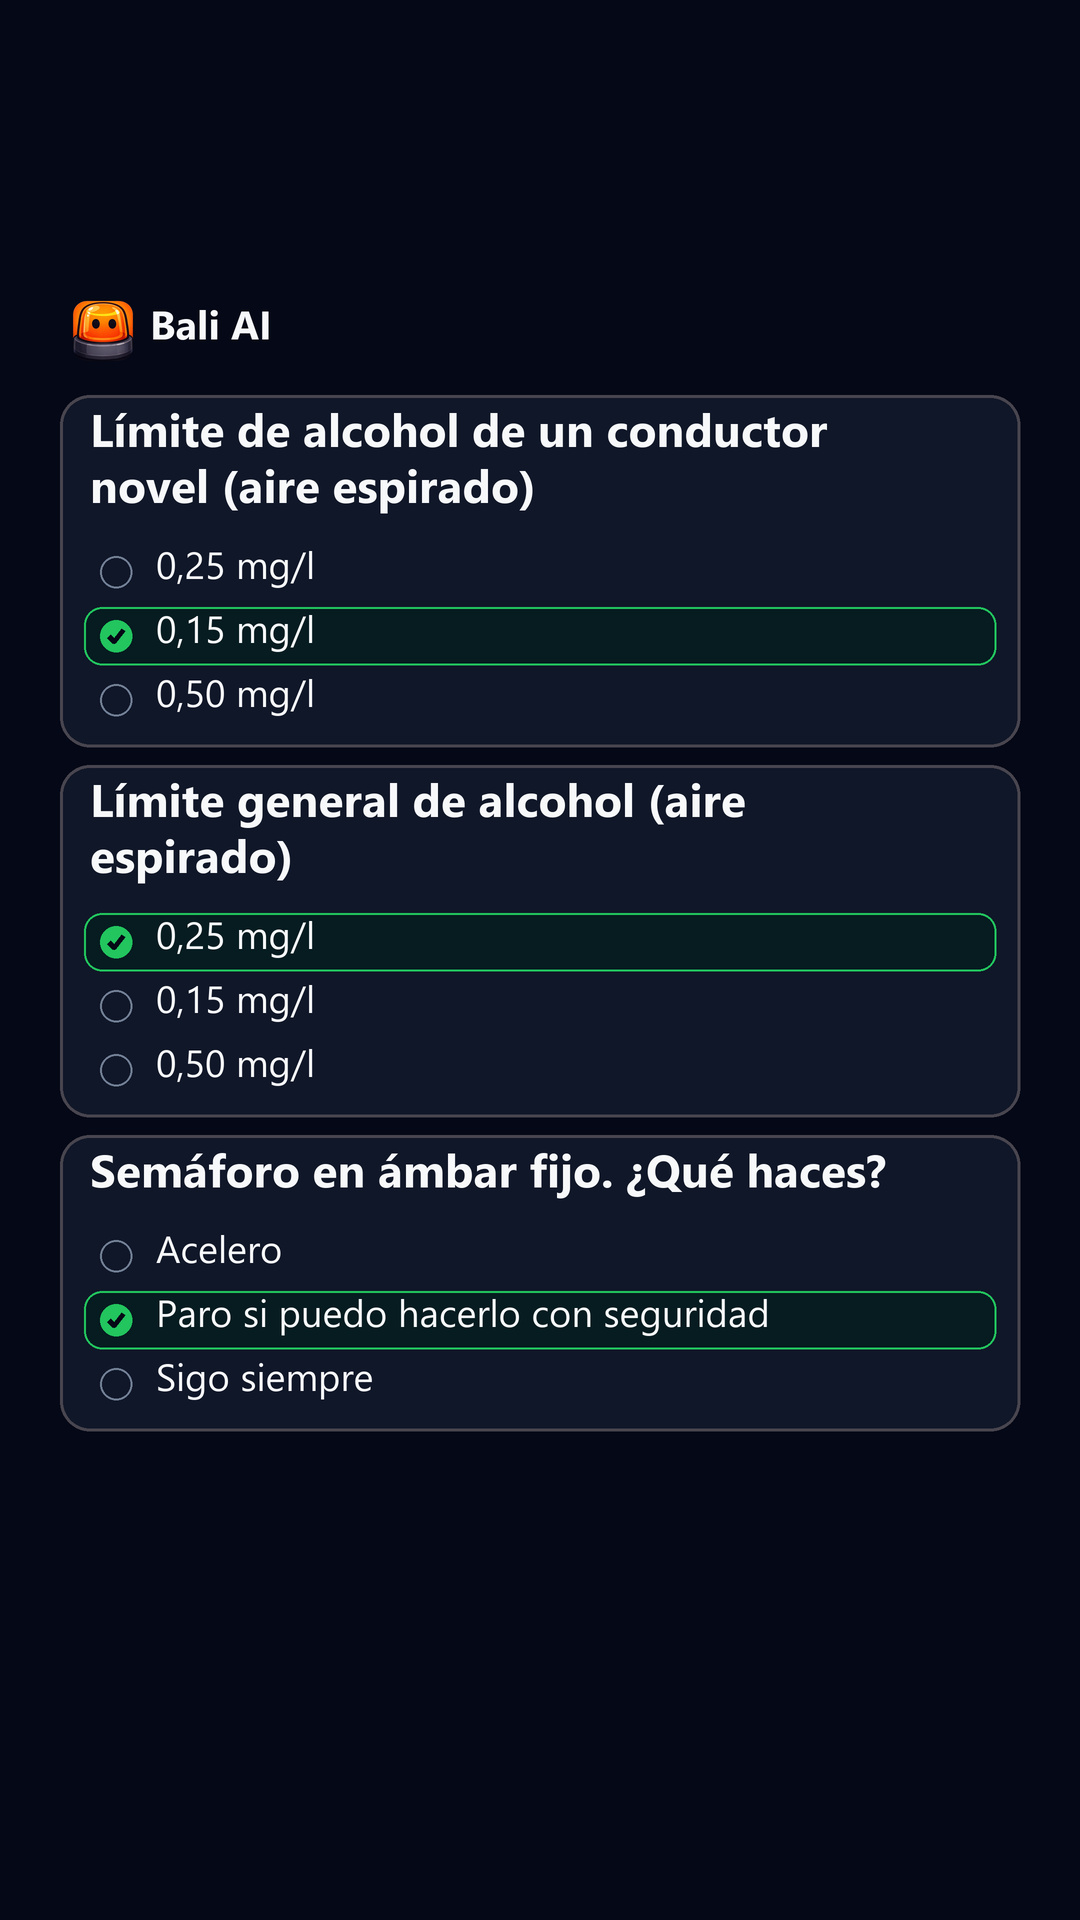 Bali AI
Límite de alcohol de un conductor
novel (aire espirado)
0,25 mg/l
0,15 mg/l
0,50 mg/l
Límite general de alcohol (aire
espirado)
0,25 mg/l
0,15 mg/l
0,50 mg/l
Semáforo en ámbar fijo. ¿Qué haces?
Acelero
Paro si puedo hacerlo con seguridad
Sigo siempre